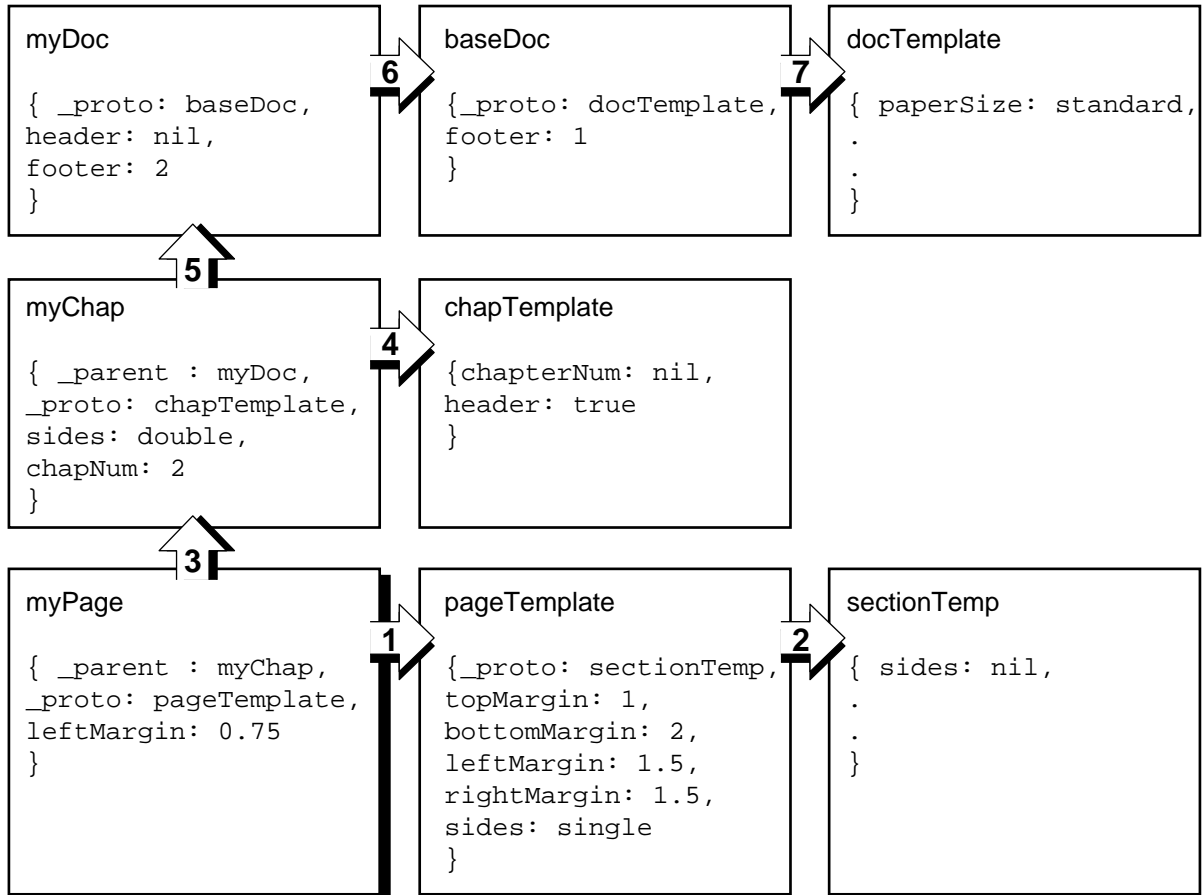 myDoc
{ _proto: baseDoc,
header: nil,
footer: 2
}
6
baseDoc
{_proto: docTemplate,
footer: 1
}
7
docTemplate
{ paperSize: standard,
.
.
}
5
myChap
{ _parent : myDoc,
_proto: chapTemplate,
sides: double,
chapNum: 2
}
4
chapTemplate
{chapterNum: nil,
header: true
}
3
myPage
{ _parent : myChap,
_proto: pageTemplate,
leftMargin: 0.75
}
1
pageTemplate
{_proto: sectionTemp,
topMargin: 1,
bottomMargin: 2,
leftMargin: 1.5,
rightMargin: 1.5,
sides: single
}
2
sectionTemp
{ sides: nil,
.
.
}